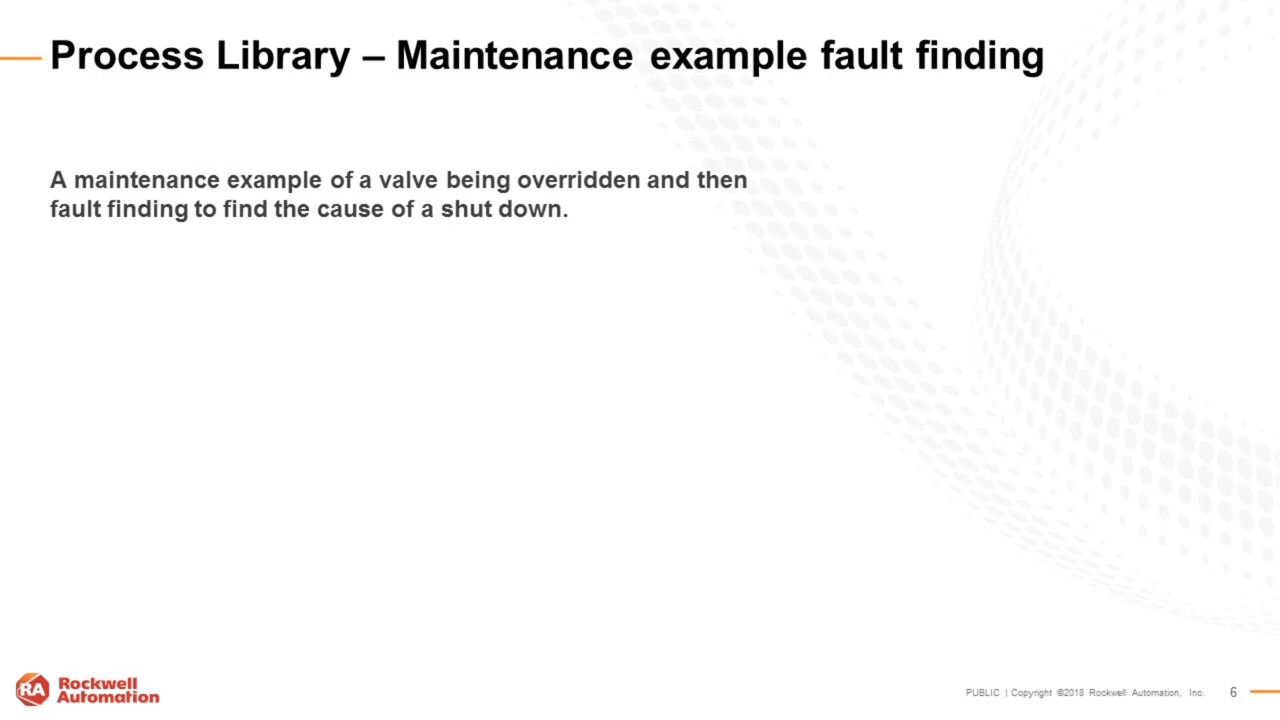 Process Library – Maintenance example fault finding
A maintenance example of a valve being overridden and then
fault finding to find the cause of a shut down.
RA
Rockwell
Automation
PUBLIC | Copyright ©2018 Rockwell Automation, Inc.
6